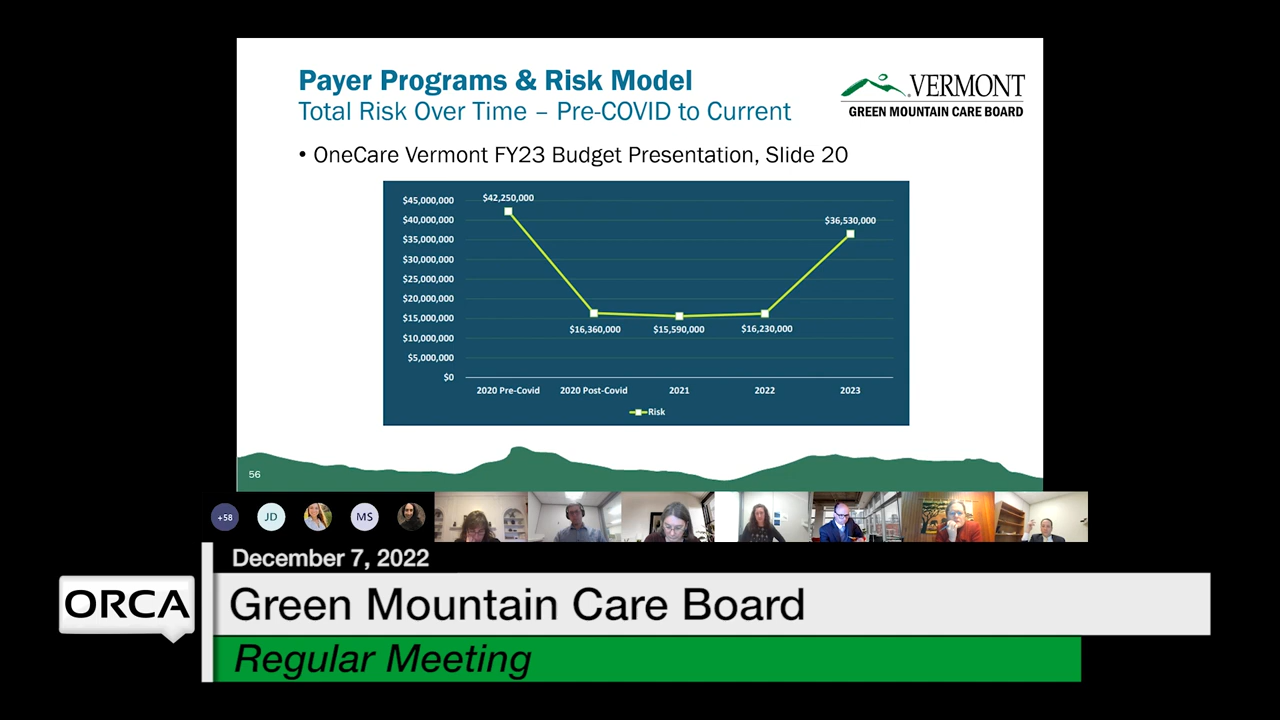 Payer Programs & Risk Model
Total Risk Over Time – Pre-COVID to Current
VERMONT
GREEN MOUNTAIN CARE BOARD
• OneCare Vermont FY23 Budget Presentation, Slide 20
$45,000,000
$40,000,000
$35,000,000
$30,000,000
$25,000,000
$20,000,000
$15,000,000
$10,000,000
$5,000,000
$0
$42,250,000
$16,360,000
$15,590,000
$16,230,000
$36,530,000
2020 Pre-Covid
2020 Post-Covid
2021
2022
2023
Risk
56
+58
JD
MS
December 7, 2022
ORCA
Green Mountain Care Board
Regular Meeting